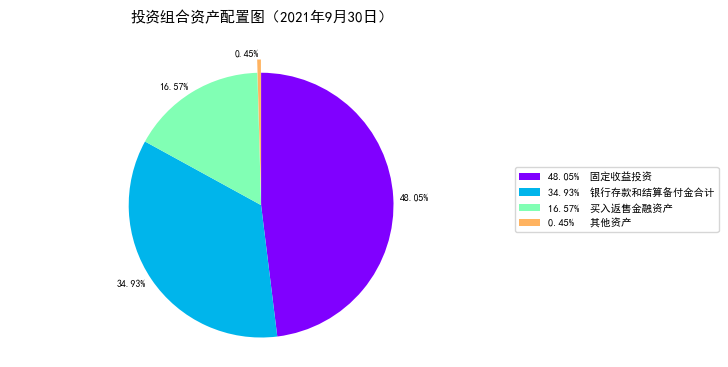 投资组合资产配置图（2021年9月30日）
0.45%
16.57%
48.05%
34.93%
48.05% 固定收益投资
34.93% 银行存款和结算备付金合计
16.57% 买入返售金融资产
0.45% 其他资产